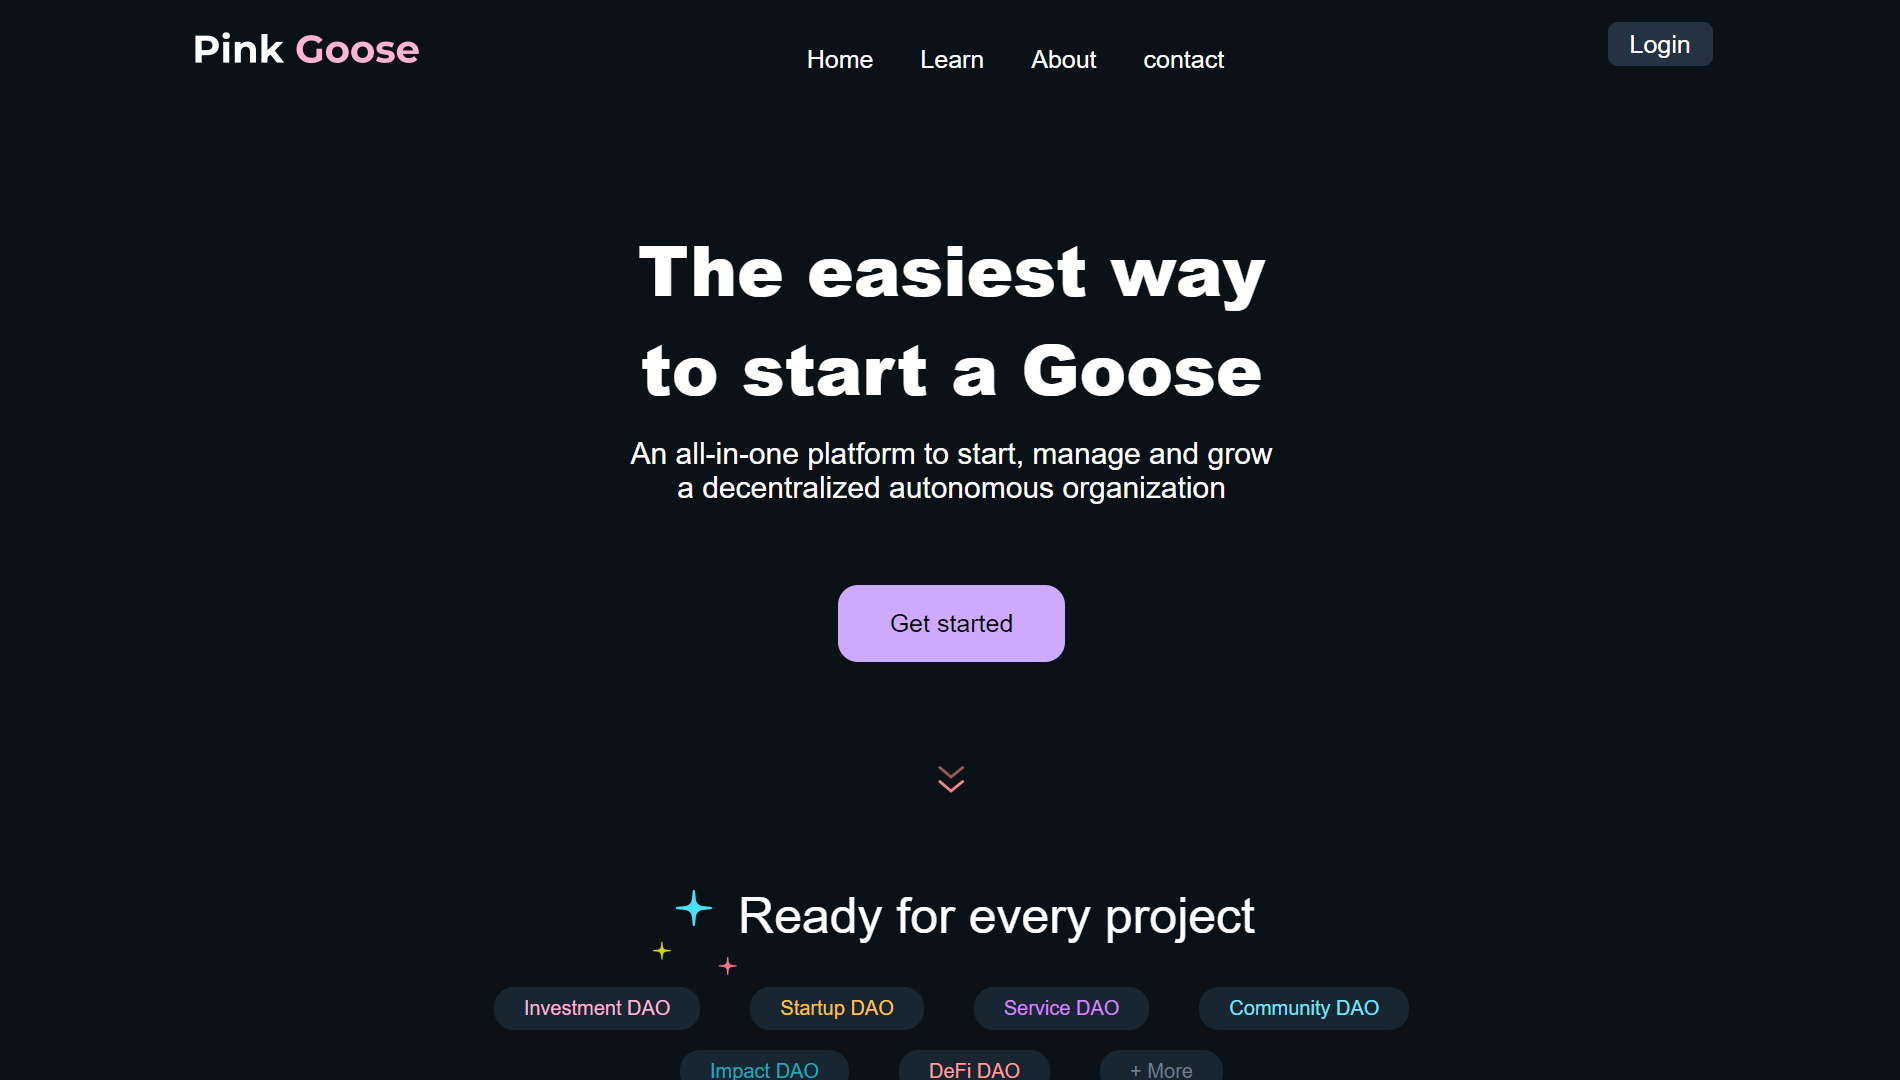 Pink Goose
Home Learn About contact
Login
The easiest way
to start a Goose
An all-in-one platform to start, manage and grow
a decentralized autonomous organization
Get started
Ready for every project
Investment DAO Startup DAO Service DAO Community DAO
Impact DAO DeFi DAO + More